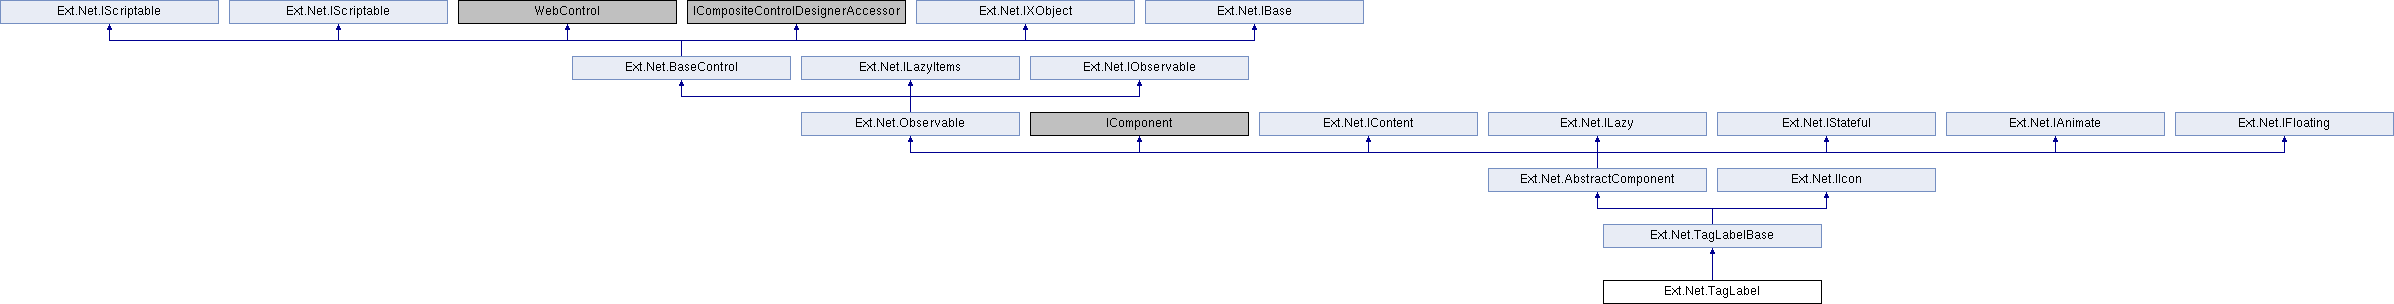 Ext.Net.IScriptable
Ext.Net.IScriptable
WebControl
ICompositeControlDesignerAccessor
Ext.Net.IXObject
Ext.Net.IBase
Ext.Net.BaseControl
Ext.Net.ILazyItems
Ext.Net.IObservable
Ext.Net.Observable
IComponent
Ext.Net.IContent
Ext.Net.ILazy
Ext.Net.IStateful
Ext.Net.IAnimate
Ext.Net.IFloating
Ext.Net.AbstractComponent
Ext.Net.IIcon
Ext.Net.TagLabelBase
Ext.Net.TagLabel